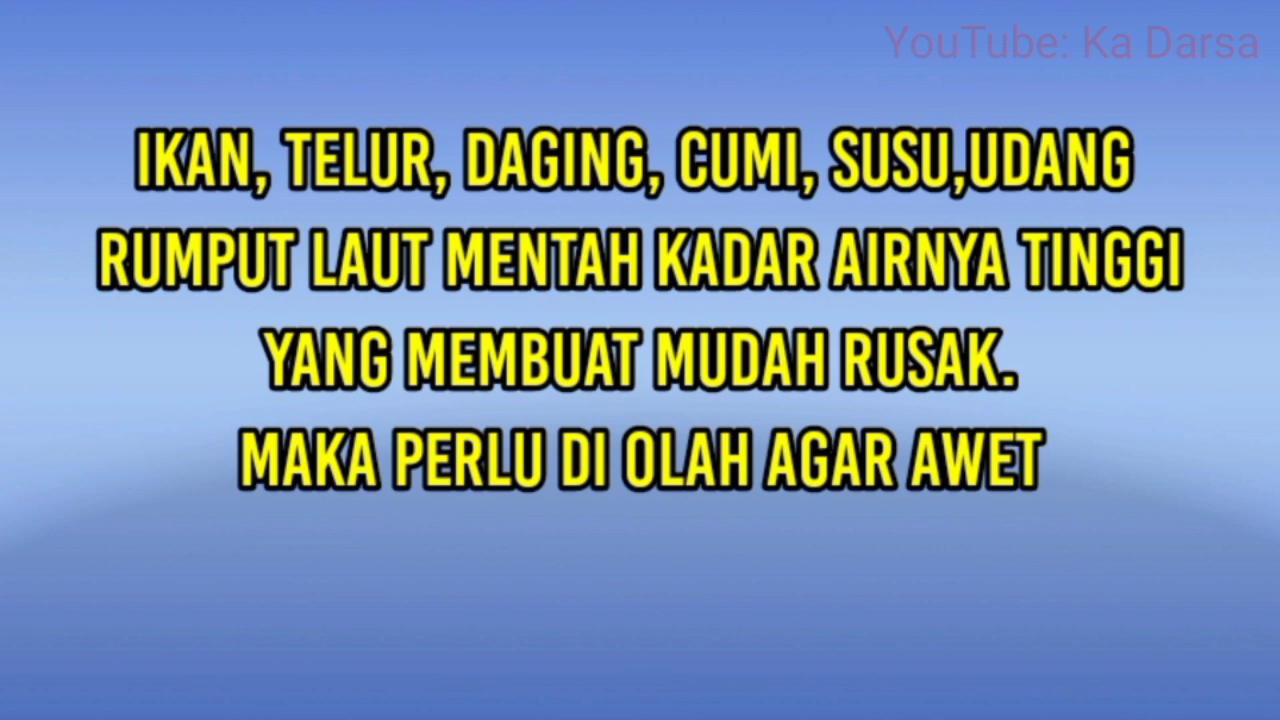 YouTube: Ka Darsa
IKAN, TELUR, DAGING, CUMI, SUSU,UDANG
RUMPUT LAUT MENTAH KADAR AIRNYA TINGGI
YANG MEMBUAT MUDAH RUSAK.
MAKA PERLU DI OLAH AGAR AWET